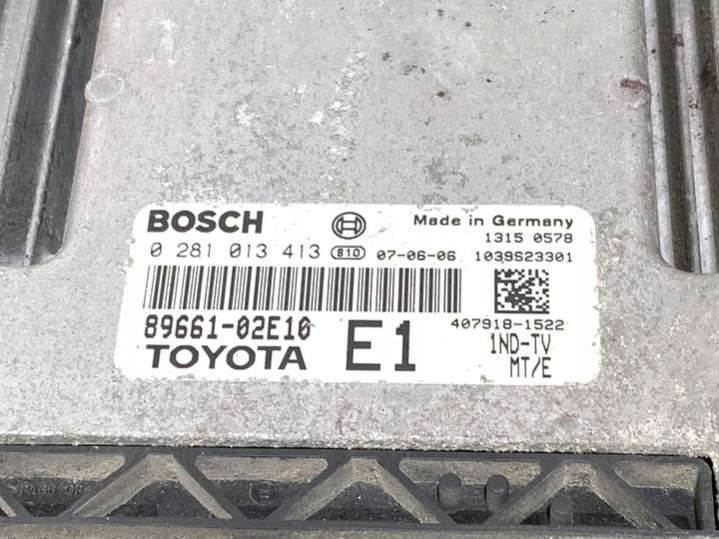 BOSCH Made in Germany
0 281 013 413 810 07-06-06 1315 0578
1039S23301
89661-02E10 E1 407918-1522
TOYOTA 1ND-TV
MT/E